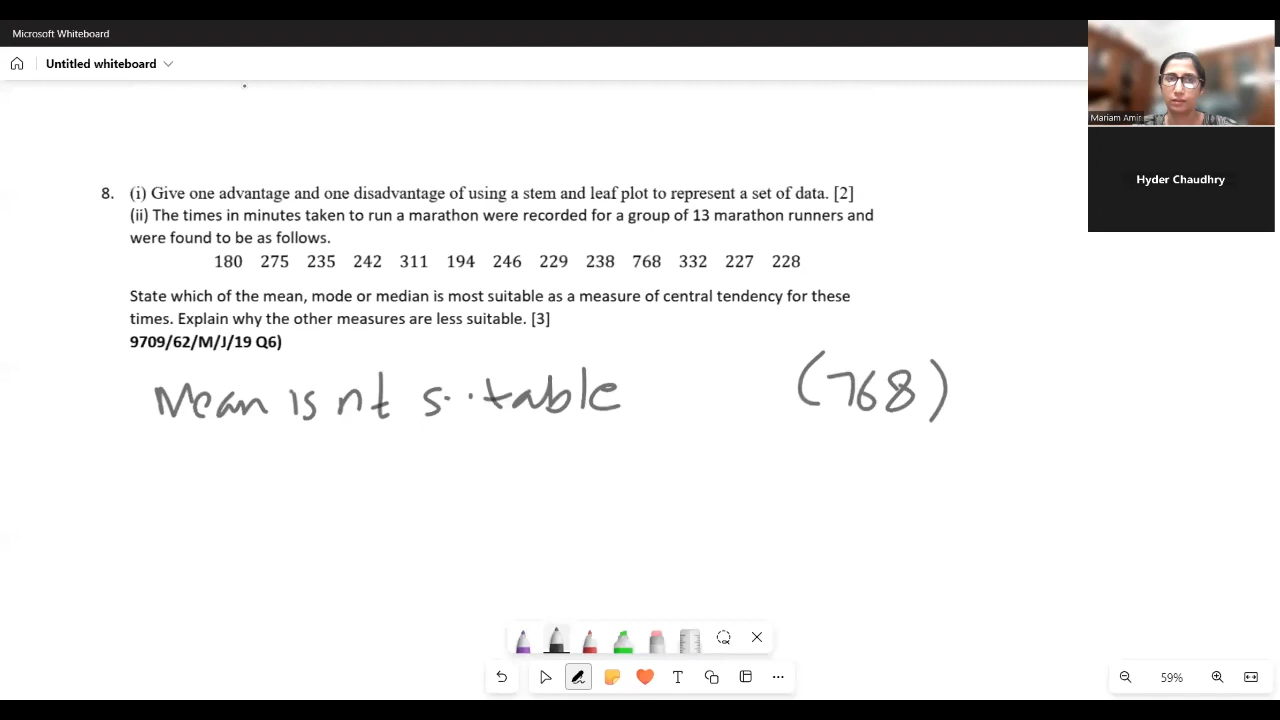 Microsoft Whiteboard
Untitled whiteboard
Mariam Amir
Hyder Chaudhry
8. (i) Give one advantage and one disadvantage of using a stem and leaf plot to represent a set of data. [2]
(ii) The times in minutes taken to run a marathon were recorded for a group of 13 marathon runners and
were found to be as follows.
180 275 235 242 311 194 246 229 238 768 332 227 228
State which of the mean, mode or median is most suitable as a measure of central tendency for these
times. Explain why the other measures are less suitable. [3]
9709/62/M/J/19 Q6)
Mean is nt suitable (768)
59%